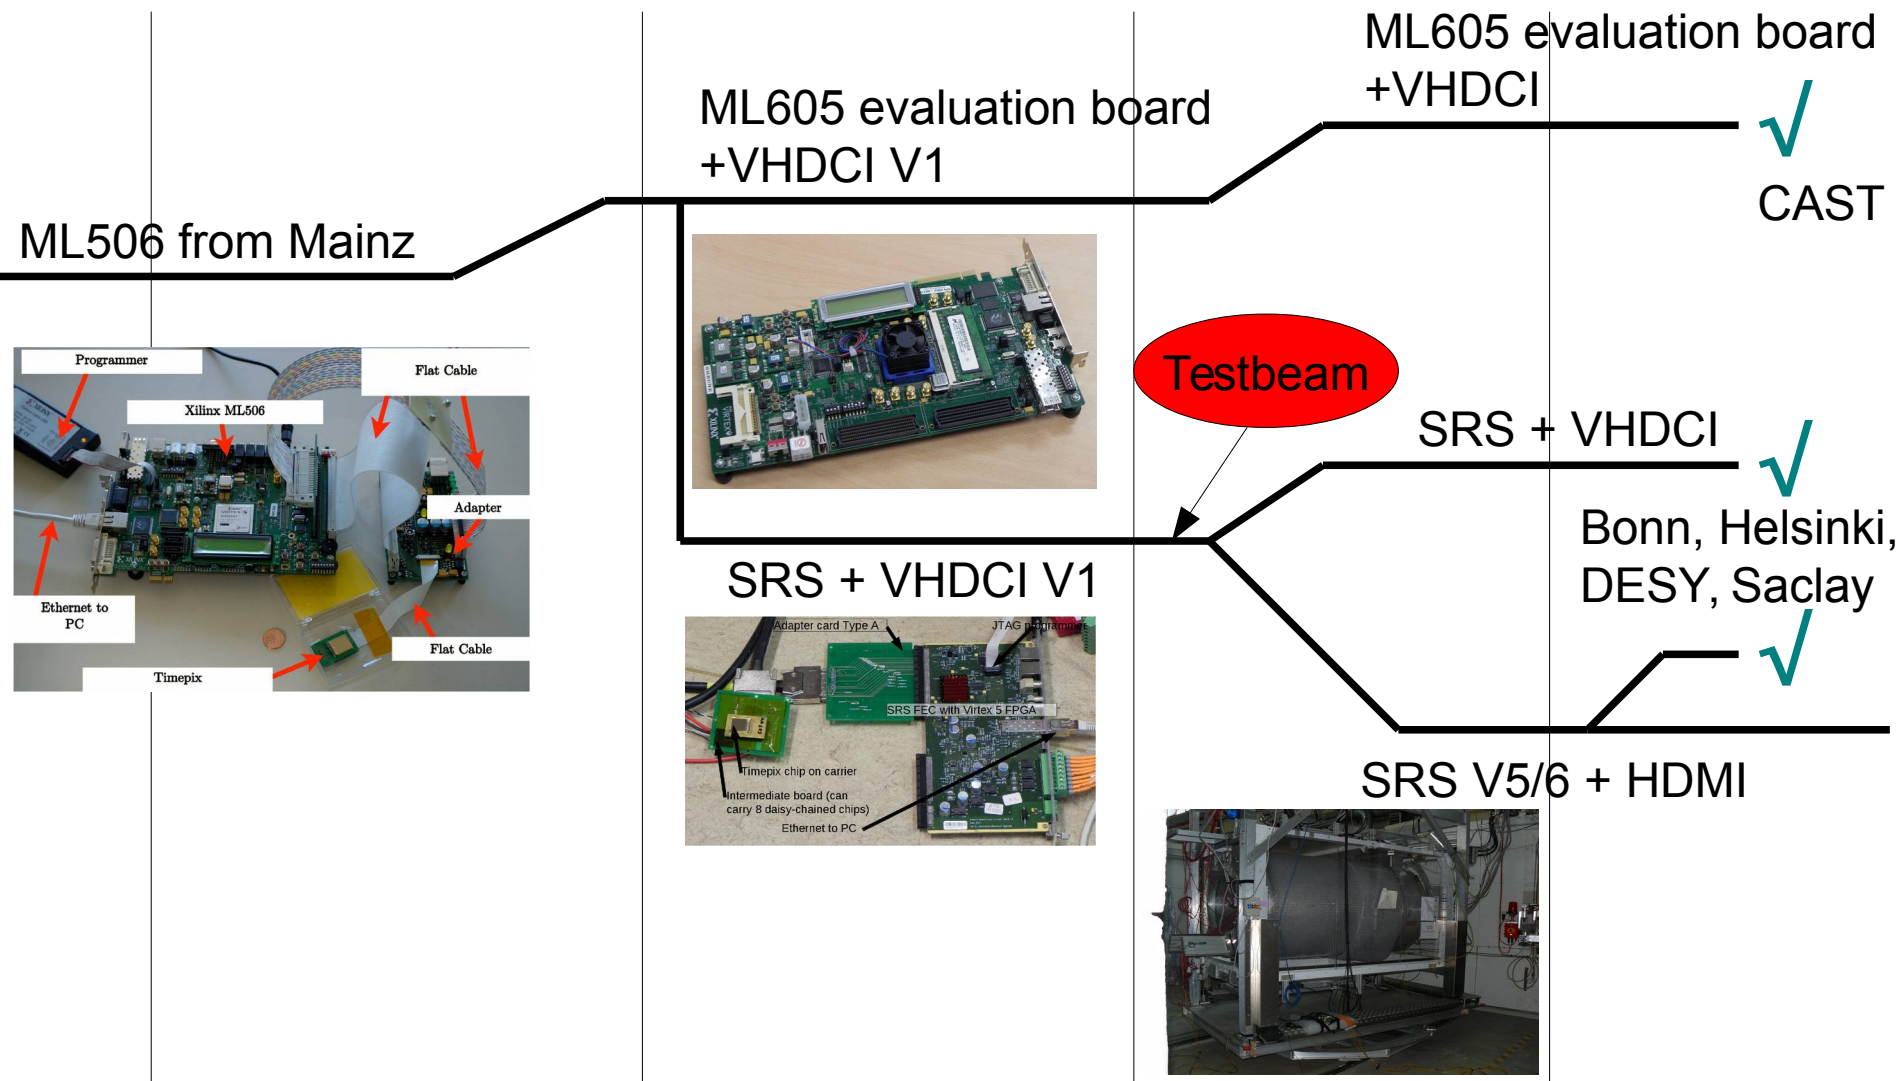 ML605 evaluation board
+VHDCI
ML605 evaluation board
+VHDCI V1
CAST
ML506 from Mainz
Programmer
Flat Cable
Xilinx ML506
Adapter
Ethernet to
PC
Flat Cable
Timepix
XILINX
VIRTEX
Testbeam
SRS + VHDCI
Bonn, Helsinki,
DESY, Saclay
SRS + VHDCI V1
Adapter card Type A
JTAG programmer
SRS FEC with Virtex 5 FPGA
Timepix chip on carrier
Intermediate board (can
carry 8 daisy-chained chips)
Ethernet to PC
SRS V5/6 + HDMI